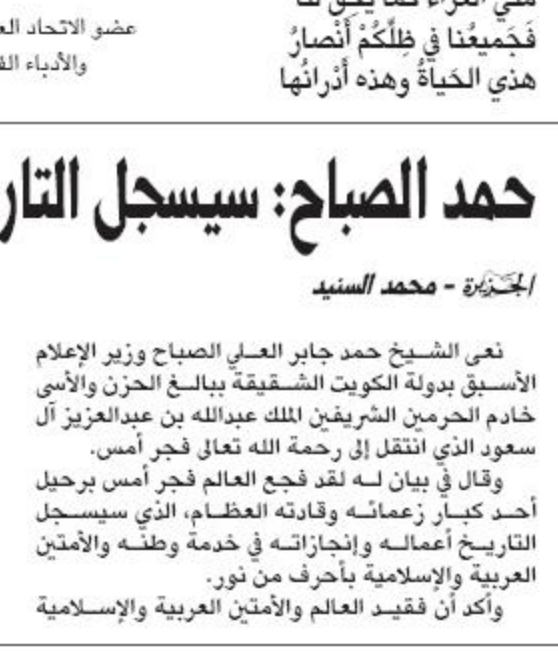 فَجَميعُنا في ظِلَّكُمْ أَنْصارُ
هذي الحَياةُ وهذه أَدْرانُها
عضو الاتحاد
والأدباء
حمد الصباح: سيسجل
الجزيرة - محمد السنيد
نعى الشيخ حمد جابر العلي الصباح وزير الإعلام
الأسبق بدولة الكويت الشقيقة ببالغ الحزن والأسى
خادم الحرمين الشريفين الملك عبدالله بن عبدالعزيز آل
سعود الذي انتقل إلى رحمة الله تعالى فجر أمس.
وقال في بيان له لقد فجع العالم فجر أمس برحيل
أحد كبار زعمائه وقادته العظام، الذي سيسجل
التاريخ أعماله وإنجازاته في خدمة وطنه والأمتين
العربية والإسلامية بأحرف من نور.
وأكد أن فقيد العالم والأمتين العربية والإسلامية